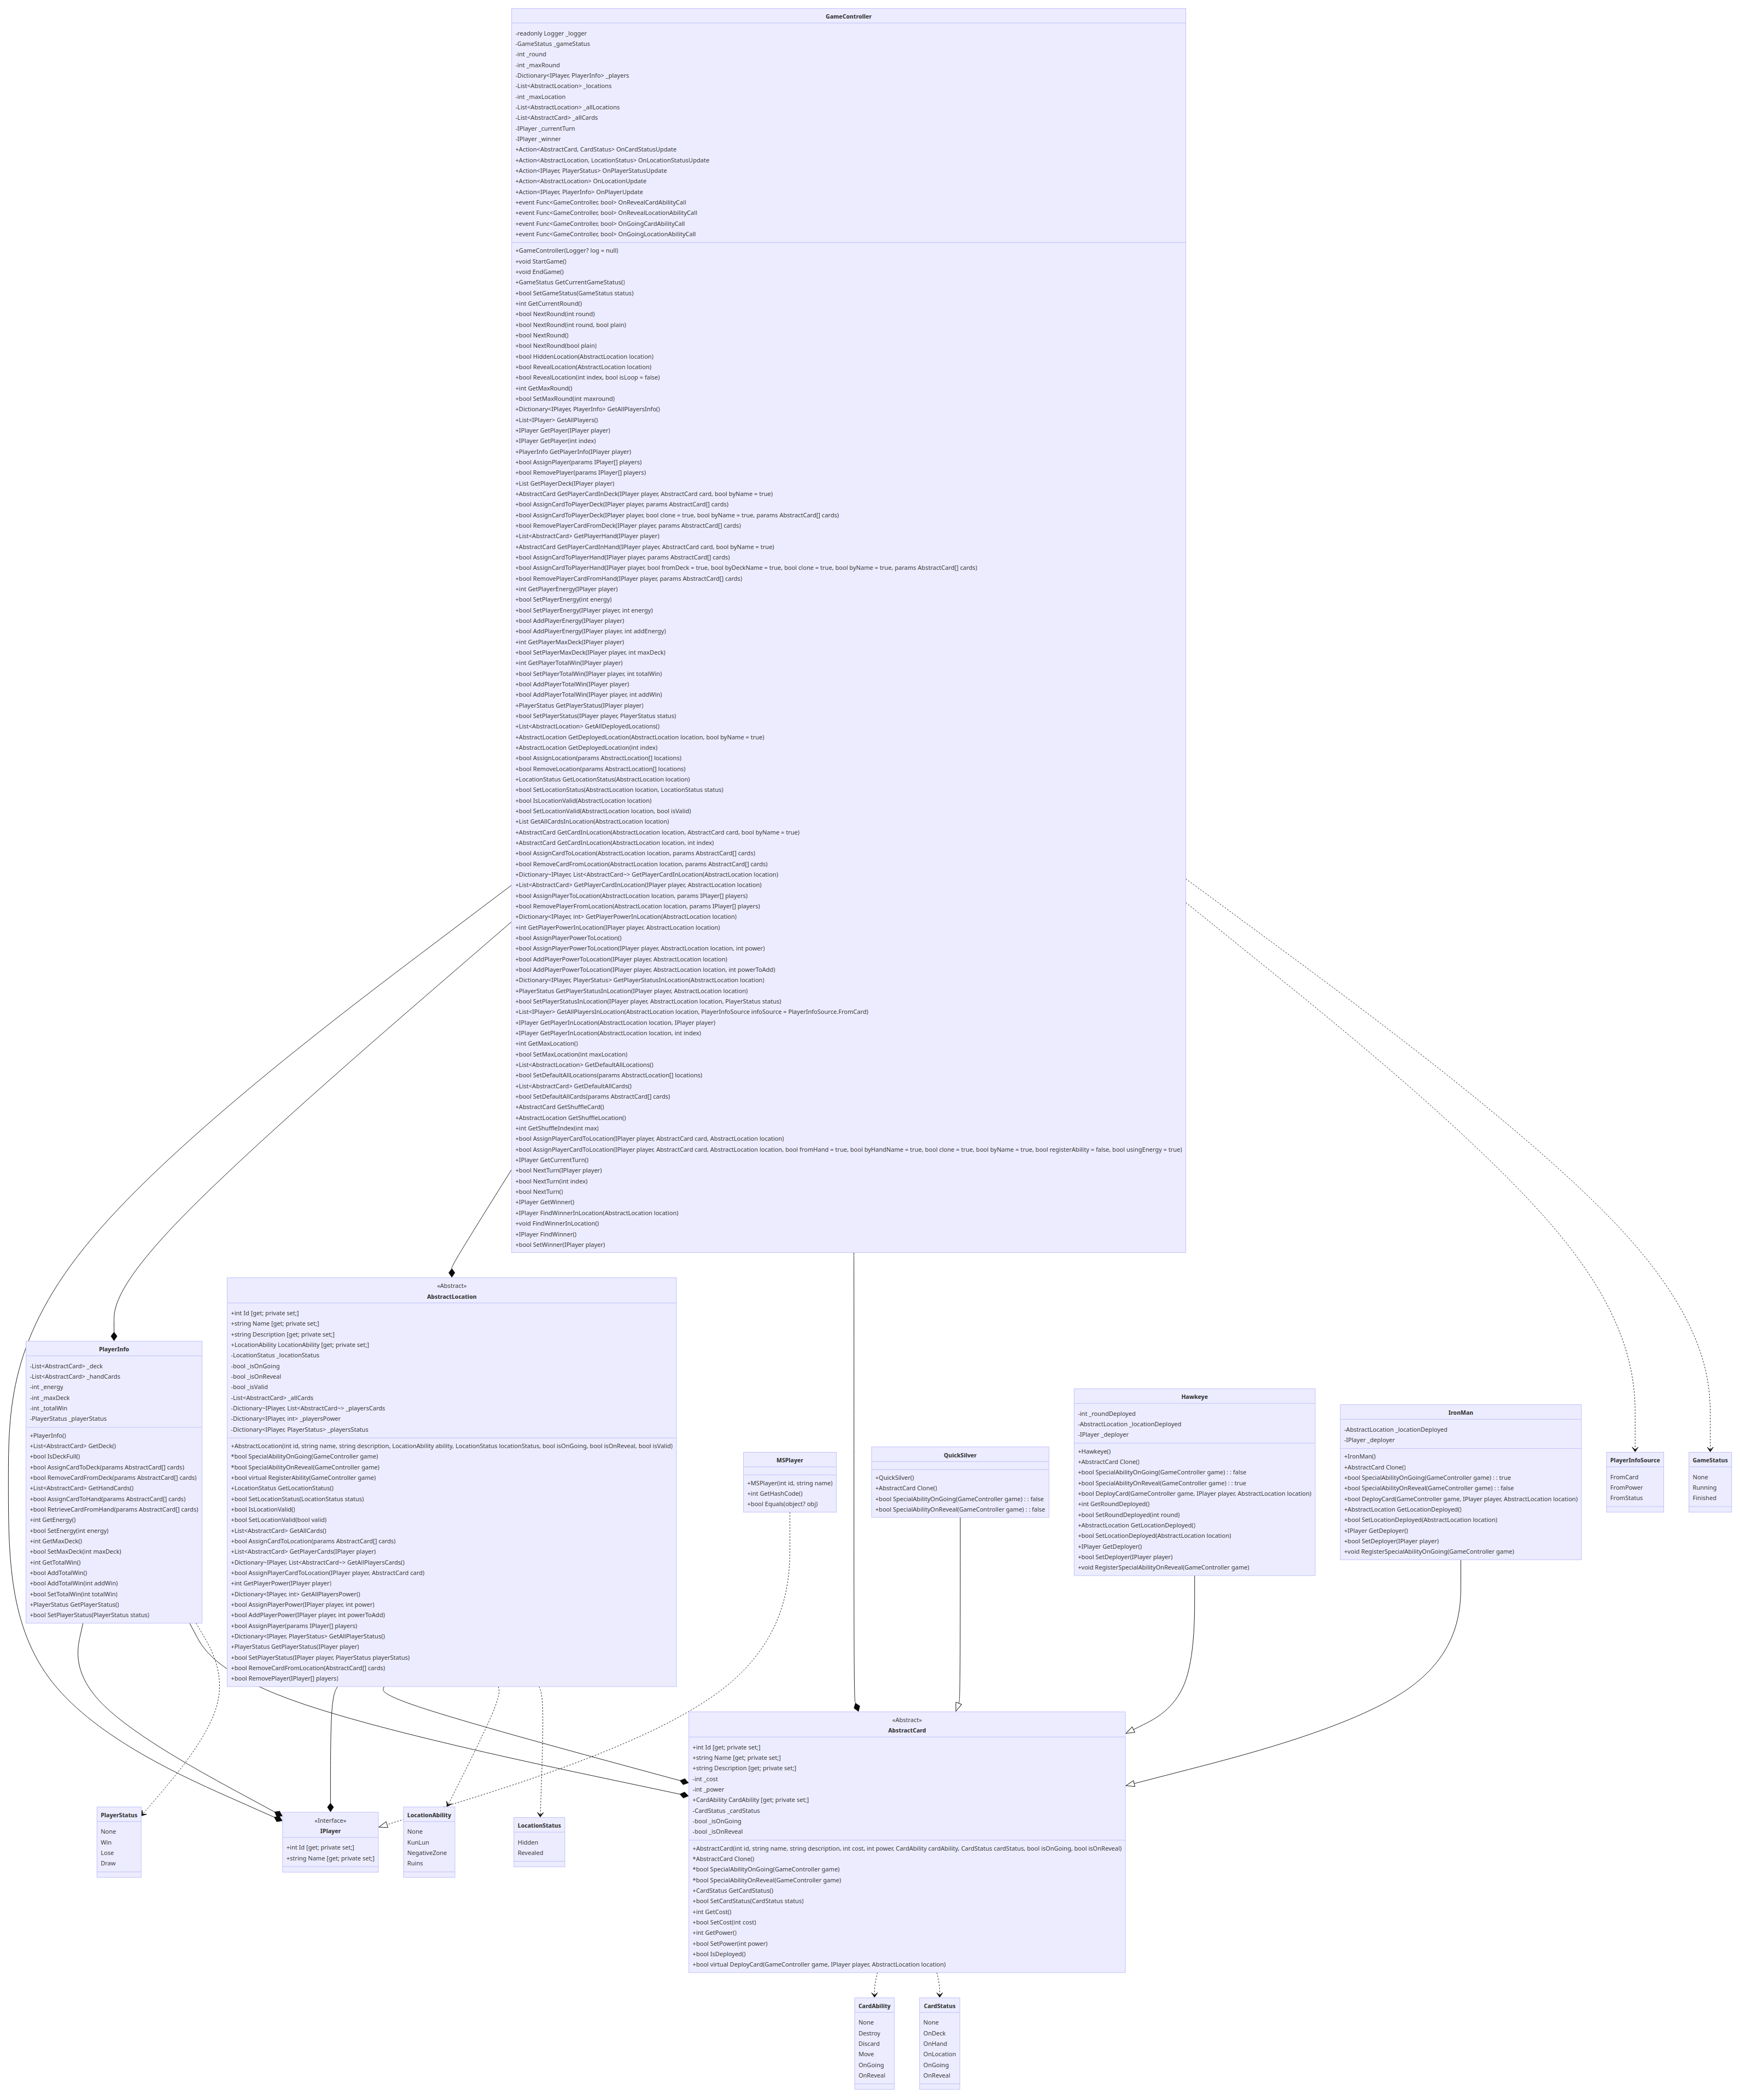 GameController
-readonly Logger _logger
-GameStatus _gameStatus
-int _round
-int _maxRound
-Dictionary<IPlayer, PlayerInfo> _players
-List<AbstractLocation> _locations
-int _maxLocation
-List<AbstractLocation> _allLocations
-List<AbstractCard> _allCards
-IPlayer _currentTurn
-IPlayer _winner
+Action<AbstractCard, CardStatus> OnCardStatusUpdate
+Action<AbstractLocation, LocationStatus> OnLocationStatusUpdate
+Action<IPlayer, PlayerStatus> OnPlayerStatusUpdate
+Action<AbstractLocation> OnLocationUpdate
+Action<IPlayer, PlayerInfo> OnPlayerUpdate
+event Func<GameController, bool> OnRevealCardAbilityCall
+event Func<GameController, bool> OnRevealLocationAbilityCall
+event Func<GameController, bool> OnGoingCardAbilityCall
+event Func<GameController, bool> OnGoingLocationAbilityCall
+GameController(Logger? log = null)
+void StartGame()
+void EndGame()
+GameStatus GetCurrentGameStatus()
+bool SetGameStatus(GameStatus status)
+int GetCurrentRound()
+bool NextRound(int round)
+bool NextRound(int round, bool plain)
+bool NextRound()
+bool NextRound(bool plain)
+bool HiddenLocation(AbstractLocation location)
+bool RevealLocation(AbstractLocation location)
+bool RevealLocation(int index, bool isLoop = false)
+int GetMaxRound()
+bool SetMaxRound(int maxround)
+Dictionary<IPlayer, PlayerInfo> GetAllPlayersInfo()
+List<IPlayer> GetAllPlayers()
+IPlayer GetPlayer(IPlayer player)
+IPlayer GetPlayer(int index)
+PlayerInfo GetPlayerInfo(IPlayer player)
+bool AssignPlayer(params IPlayer[] players)
+bool RemovePlayer(params IPlayer[] players)
+List GetPlayerDeck(IPlayer player)
+AbstractCard GetPlayerCardInDeck(IPlayer player, AbstractCard card, bool byName = true)
+bool AssignCardToPlayerDeck(IPlayer player, params AbstractCard[] cards)
+bool AssignCardToPlayerDeck(IPlayer player, bool clone = true, bool byName = true, params AbstractCard[] cards)
+bool RemovePlayerCardFromDeck(IPlayer player, params AbstractCard[] cards)
+List<AbstractCard> GetPlayerHand(IPlayer player)
+AbstractCard GetPlayerCardInHand(IPlayer player, AbstractCard card, bool byName = true)
+bool AssignCardToPlayerHand(IPlayer player, params AbstractCard[] cards)
+bool AssignCardToPlayerHand(IPlayer player, bool fromDeck = true, bool byDeckName = true, bool clone = true, bool byName = true, params AbstractCard[] cards)
+bool RemovePlayerCardFromHand(IPlayer player, params AbstractCard[] cards)
+int GetPlayerEnergy(IPlayer player)
+bool SetPlayerEnergy(int energy)
+bool SetPlayerEnergy(IPlayer player, int energy)
+bool AddPlayerEnergy(IPlayer player)
+bool AddPlayerEnergy(IPlayer player, int addEnergy)
+int GetPlayerMaxDeck(IPlayer player)
+bool SetPlayerMaxDeck(IPlayer player, int maxDeck)
+int GetPlayerTotalWin(IPlayer player)
+bool SetPlayerTotalWin(IPlayer player, int totalWin)
+bool AddPlayerTotalWin(IPlayer player)
+bool AddPlayerTotalWin(IPlayer player, int addWin)
+PlayerStatus GetPlayerStatus(IPlayer player)
+bool SetPlayerStatus(IPlayer player, PlayerStatus status)
+List<AbstractLocation> GetAllDeployedLocations()
+AbstractLocation GetDeployedLocation(AbstractLocation location, bool byName = true)
+AbstractLocation GetDeployedLocation(int index)
+bool AssignLocation(params AbstractLocation[] locations)
+bool RemoveLocation(params AbstractLocation[] locations)
+LocationStatus GetLocationStatus(AbstractLocation location)
+bool SetLocationStatus(AbstractLocation location, LocationStatus status)
+bool IsLocationValid(AbstractLocation location)
+bool SetLocationValid(AbstractLocation location, bool isValid)
+List GetAllCardsInLocation(AbstractLocation location)
+AbstractCard GetCardInLocation(AbstractLocation location, AbstractCard card, bool byName = true)
+AbstractCard GetCardInLocation(AbstractLocation location, int index)
+bool AssignCardToLocation(AbstractLocation location, params AbstractCard[] cards)
+bool RemoveCardFromLocation(AbstractLocation location, params AbstractCard[] cards)
+Dictionary~IPlayer, List<AbstractCard~> GetPlayerCardInLocation(AbstractLocation location)
+List<AbstractCard> GetPlayerCardInLocation(IPlayer player, AbstractLocation location)
+bool AssignPlayerToLocation(AbstractLocation location, params IPlayer[] players)
+bool RemovePlayerFromLocation(AbstractLocation location, params IPlayer[] players)
+Dictionary<IPlayer, int> GetPlayerPowerInLocation(AbstractLocation location)
+int GetPlayerPowerInLocation(IPlayer player, AbstractLocation location)
+bool AssignPlayerPowerToLocation()
+bool AssignPlayerPowerToLocation(IPlayer player, AbstractLocation location, int power)
+bool AddPlayerPowerToLocation(IPlayer player, AbstractLocation location)
+bool AddPlayerPowerToLocation(IPlayer player, AbstractLocation location, int powerToAdd)
+Dictionary<IPlayer, PlayerStatus> GetPlayerStatusInLocation(AbstractLocation location)
+PlayerStatus GetPlayerStatusInLocation(IPlayer player, AbstractLocation location)
+bool SetPlayerStatusInLocation(IPlayer player, AbstractLocation location, PlayerStatus status)
+List<IPlayer> GetAllPlayersInLocation(AbstractLocation location, PlayerInfoSource infoSource = PlayerInfoSource.FromCard)
+IPlayer GetPlayerInLocation(AbstractLocation location, IPlayer player)
+IPlayer GetPlayerInLocation(AbstractLocation location, int index)
+int GetMaxLocation()
+bool SetMaxLocation(int maxLocation)
+List<AbstractLocation> GetDefaultAllLocations()
+bool SetDefaultAllLocations(params AbstractLocation[] locations)
+List<AbstractCard> GetDefaultAllCards()
+bool SetDefaultAllCards(params AbstractCard[] cards)
+AbstractCard GetShuffleCard()
+AbstractLocation GetShuffleLocation()
+int GetShuffleIndex(int max)
+bool AssignPlayerCardToLocation(IPlayer player, AbstractCard card, AbstractLocation location)
+bool AssignPlayerCardToLocation(IPlayer player, AbstractCard card, AbstractLocation location, bool fromHand = true, bool byHandName = true, bool clone = true, bool byName = true, bool registerAbility = false, bool usingEnergy = true)
+IPlayer GetCurrentTurn()
+bool NextTurn(IPlayer player)
+bool NextTurn(int index)
+bool NextTurn()
+IPlayer GetWinner()
+IPlayer FindWinnerInLocation(AbstractLocation location)
+void FindWinnerInLocation()
+IPlayer FindWinner()
+bool SetWinner(IPlayer player)
PlayerInfo
-List<AbstractCard> _deck
-List<AbstractCard> _handCards
-int _energy
-int _maxDeck
-int _totalWin
-PlayerStatus _playerStatus
+PlayerInfo()
+List<AbstractCard> GetDeck()
+bool IsDeckFull()
+bool AssignCardToDeck(params AbstractCard[] cards)
+bool RemoveCardFromDeck(params AbstractCard[] cards)
+List<AbstractCard> GetHandCards()
+bool AssignCardToHand(params AbstractCard[] cards)
+bool RetrieveCardFromHand(params AbstractCard[] cards)
+int GetEnergy()
+bool SetEnergy(int energy)
+int GetMaxDeck()
+bool SetMaxDeck(int maxDeck)
+int GetTotalWin()
+bool AddTotalWin()
+bool AddTotalWin(int addWin)
+bool SetTotalWin(int totalWin)
+PlayerStatus GetPlayerStatus()
+bool SetPlayerStatus(PlayerStatus status)
«Abstract»
AbstractLocation
+int Id [get; private set;]
+string Name [get; private set;]
+string Description [get; private set;]
+LocationAbility LocationAbility [get; private set;]
-LocationStatus _locationStatus
-bool _isOnGoing
-bool _isOnReveal
-bool _isValid
-List<AbstractCard> _allCards
-Dictionary~IPlayer, List<AbstractCard~> _playersCards
-Dictionary<IPlayer, int> _playersPower
-Dictionary<IPlayer, PlayerStatus> _playersStatus
+AbstractLocation(int id, string name, string description, LocationAbility ability, LocationStatus locationStatus, bool isOnGoing, bool isOnReveal, bool isValid)
*bool SpecialAbilityOnGoing(GameController game)
*bool SpecialAbilityOnReveal(GameController game)
+bool virtual RegisterAbility(GameController game)
+LocationStatus GetLocationStatus()
+bool SetLocationStatus(LocationStatus status)
+bool IsLocationValid()
+bool SetLocationValid(bool valid)
+List<AbstractCard> GetAllCards()
+bool AssignCardToLocation(params AbstractCard[] cards)
+List<AbstractCard> GetPlayerCards(IPlayer player)
+Dictionary~IPlayer, List<AbstractCard~> GetAllPlayersCards()
+bool AssignPlayerCardToLocation(IPlayer player, AbstractCard card)
+int GetPlayerPower(IPlayer player)
+Dictionary<IPlayer, int> GetAllPlayersPower()
+bool AssignPlayerPower(IPlayer player, int power)
+bool AddPlayerPower(IPlayer player, int powerToAdd)
+bool AssignPlayer(params IPlayer[] players)
+Dictionary<IPlayer, PlayerStatus> GetAllPlayerStatus()
+PlayerStatus GetPlayerStatus(IPlayer player)
+bool SetPlayerStatus(IPlayer player, PlayerStatus playerStatus)
+bool RemoveCardFromLocation(AbstractCard[] cards)
+bool RemovePlayer(IPlayer[] players)
MSPlayer
+MSPlayer(int id, string name)
+int GetHashCode()
+bool Equals(object? obj)
QuickSilver
+QuickSilver()
+AbstractCard Clone()
+bool SpecialAbilityOnGoing(GameController game) : : false
+bool SpecialAbilityOnReveal(GameController game) : : false
Hawkeye
-int _roundDeployed
-AbstractLocation _locationDeployed
-IPlayer _deployer
+Hawkeye()
+AbstractCard Clone()
+bool SpecialAbilityOnGoing(GameController game) : : false
+bool SpecialAbilityOnReveal(GameController game) : : true
+bool DeployCard(GameController game, IPlayer player, AbstractLocation location)
+int GetRoundDeployed()
+bool SetRoundDeployed(int round)
+AbstractLocation GetLocationDeployed()
+bool SetLocationDeployed(AbstractLocation location)
+IPlayer GetDeployer()
+bool SetDeployer(IPlayer player)
+void RegisterSpecialAbilityOnReveal(GameController game)
IronMan
-AbstractLocation _locationDeployed
-IPlayer _deployer
+IronMan()
+AbstractCard Clone()
+bool SpecialAbilityOnGoing(GameController game) : : true
+bool SpecialAbilityOnReveal(GameController game) : : false
+bool DeployCard(GameController game, IPlayer player, AbstractLocation location)
+AbstractLocation GetLocationDeployed()
+bool SetLocationDeployed(AbstractLocation location)
+IPlayer GetDeployer()
+bool SetDeployer(IPlayer player)
+void RegisterSpecialAbilityOnGoing(GameController game)
PlayerInfoSource
FromCard
FromPower
FromStatus
GameStatus
None
Running
Finished
PlayerStatus
None
Win
Lose
Draw
«Interface»
IPlayer
+int Id [get; private set;]
+string Name [get; private set;]
LocationAbility
None
KunLun
NegativeZone
Ruins
LocationStatus
Hidden
Revealed
«Abstract»
AbstractCard
+int Id [get; private set;]
+string Name [get; private set;]
+string Description [get; private set;]
-int _cost
-int _power
+CardAbility CardAbility [get; private set;]
-CardStatus _cardStatus
-bool _isOnGoing
-bool _isOnReveal
+AbstractCard(int id, string name, string description, int cost, int power, CardAbility cardAbility, CardStatus cardStatus, bool isOnGoing, bool isOnReveal)
*AbstractCard Clone()
*bool SpecialAbilityOnGoing(GameController game)
*bool SpecialAbilityOnReveal(GameController game)
+CardStatus GetCardStatus()
+bool SetCardStatus(CardStatus status)
+int GetCost()
+bool SetCost(int cost)
+int GetPower()
+bool SetPower(int power)
+bool IsDeployed()
+bool virtual DeployCard(GameController game, IPlayer player, AbstractLocation location)
CardAbility
None
Destroy
Discard
Move
OnGoing
OnReveal
CardStatus
None
OnDeck
OnHand
OnLocation
OnGoing
OnReveal